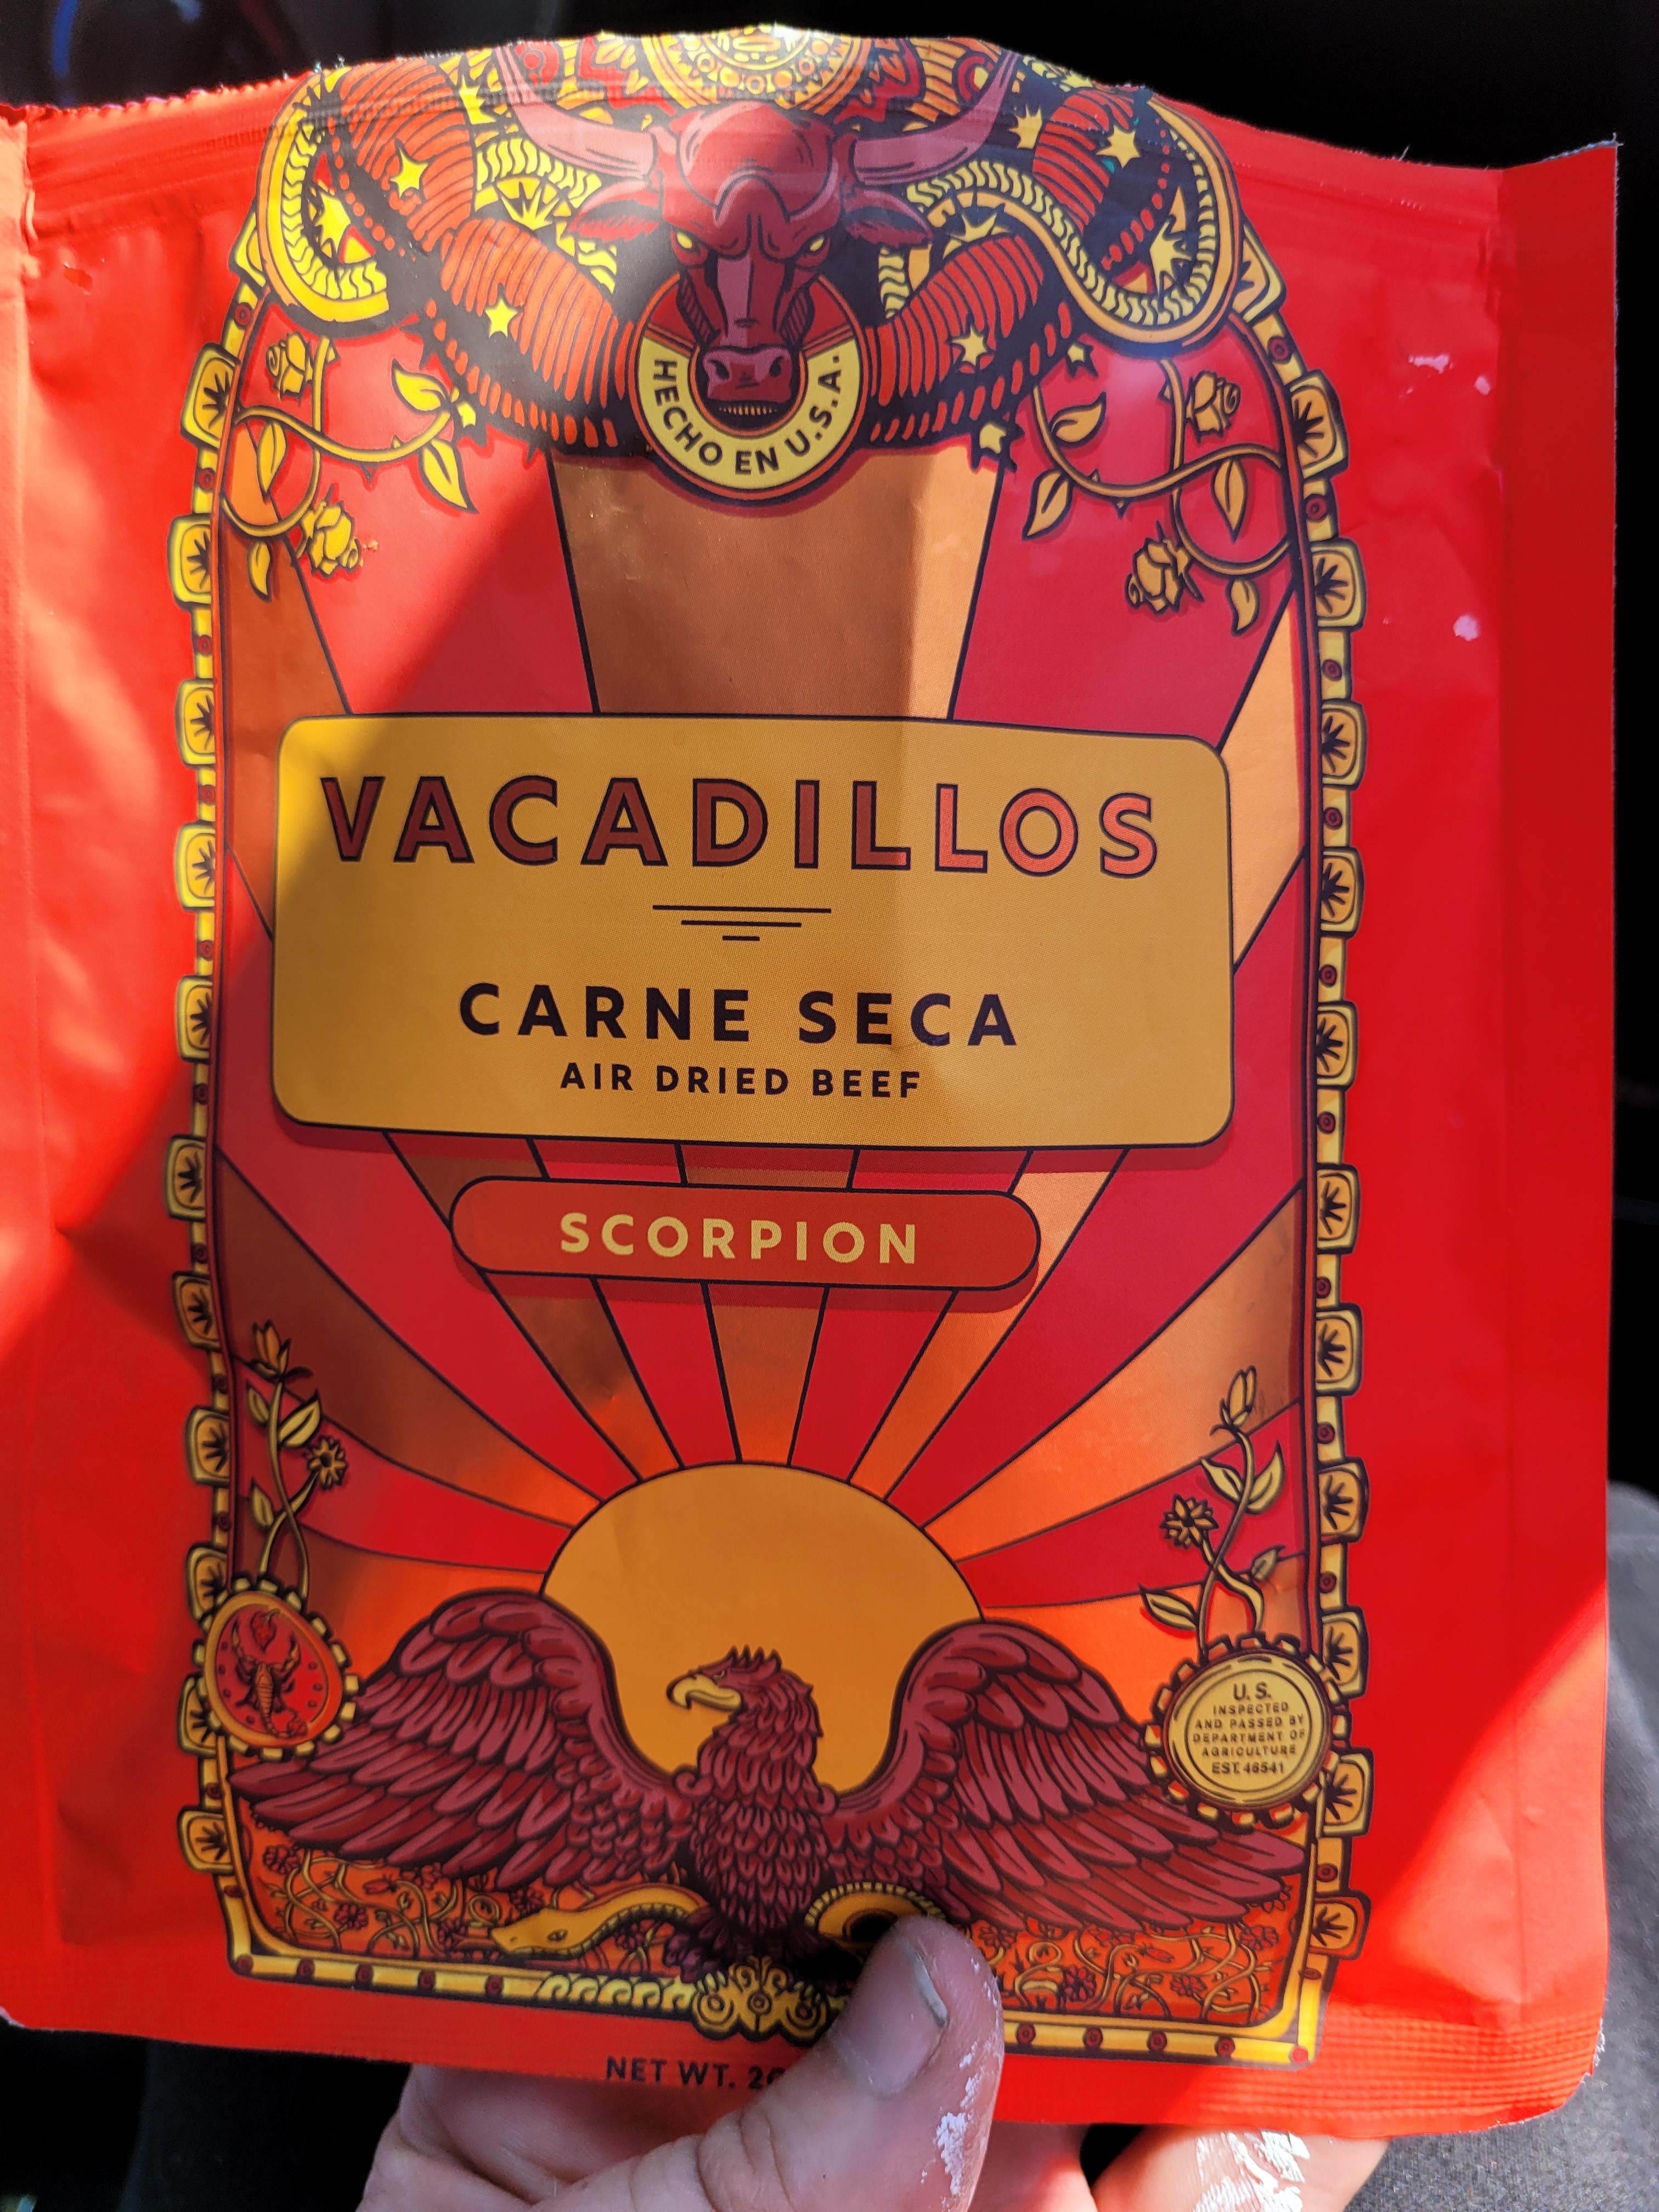 HECHO EN U.S.A.
VACADILLOS
CARNE SECA
AIR DRIED BEEF
SCORPION
U.S.
INSPECTED
AND PASSED BY
DEPARTMENT OF
AGRICULTURE
EST. 46541
NET WT.